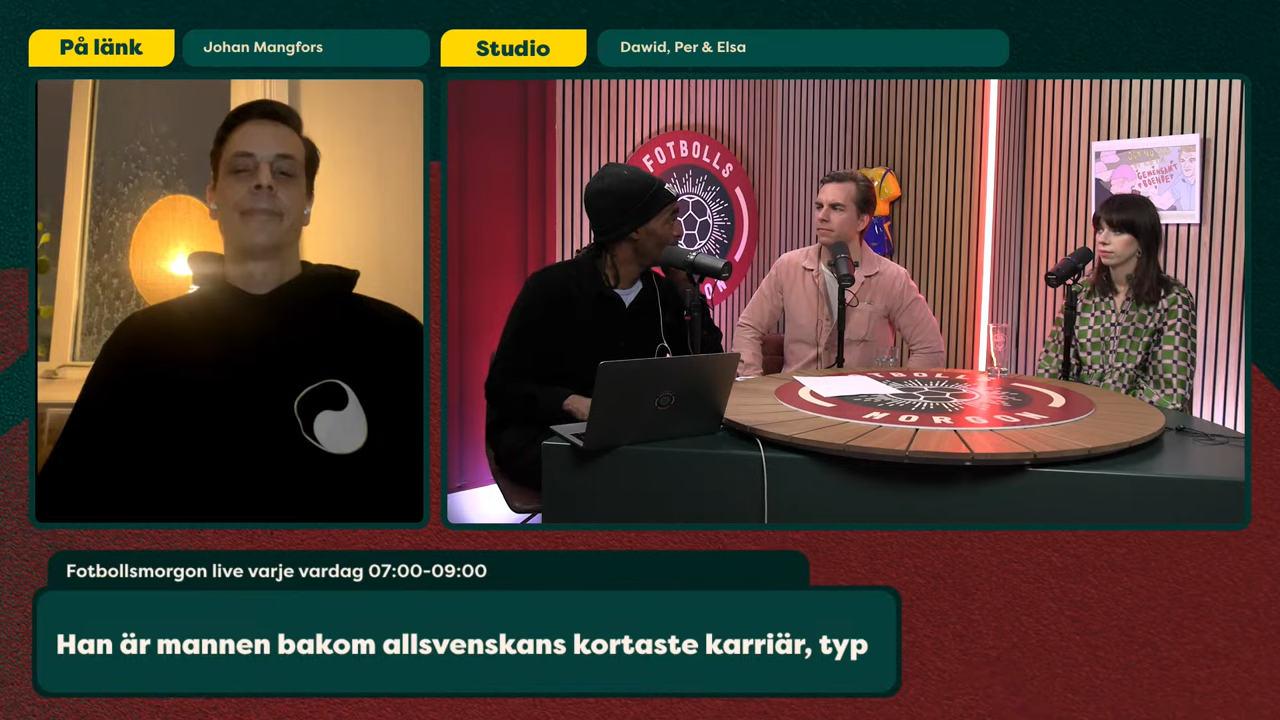 På länk
Johan Mangfors
Studio
Dawid, Per & Elsa
FOTBOLLS
GEMENSAMT
MORGON
Fotbollsmorgon live varje vardag 07:00-09:00
Han är mannen bakom allsvenskans kortaste karriär, typ